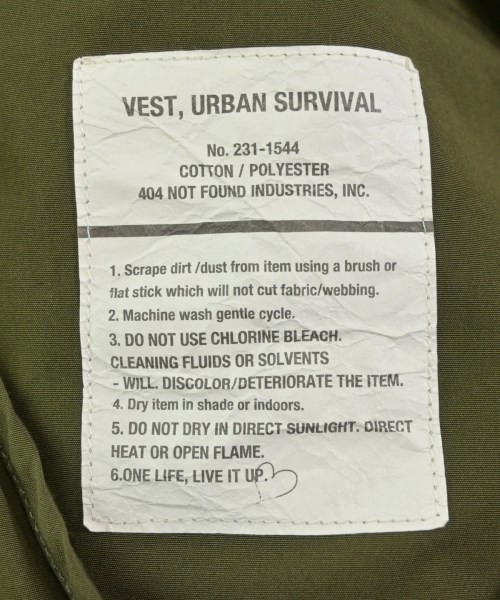 VEST, URBAN SURVIVAL
No. 231-1544
COTTON / POLYESTER
404 NOT FOUND INDUSTRIES, INC.
1. Scrape dirt /dust from item using a brush or
flat stick which will not cut fabric/webbing.
2. Machine wash gentle cycle.
3. DO NOT USE CHLORINE BLEACH.
CLEANING FLUIDS OR SOLVENTS
- WILL. DISCOLOR/DETERIORATE THE ITEM.
4. Dry item in shade or indoors.
5. DO NOT DRY IN DIRECT SUNLIGHT. DIRECT
HEAT OR OPEN FLAME.
6.ONE LIFE, LIVE IT UP.